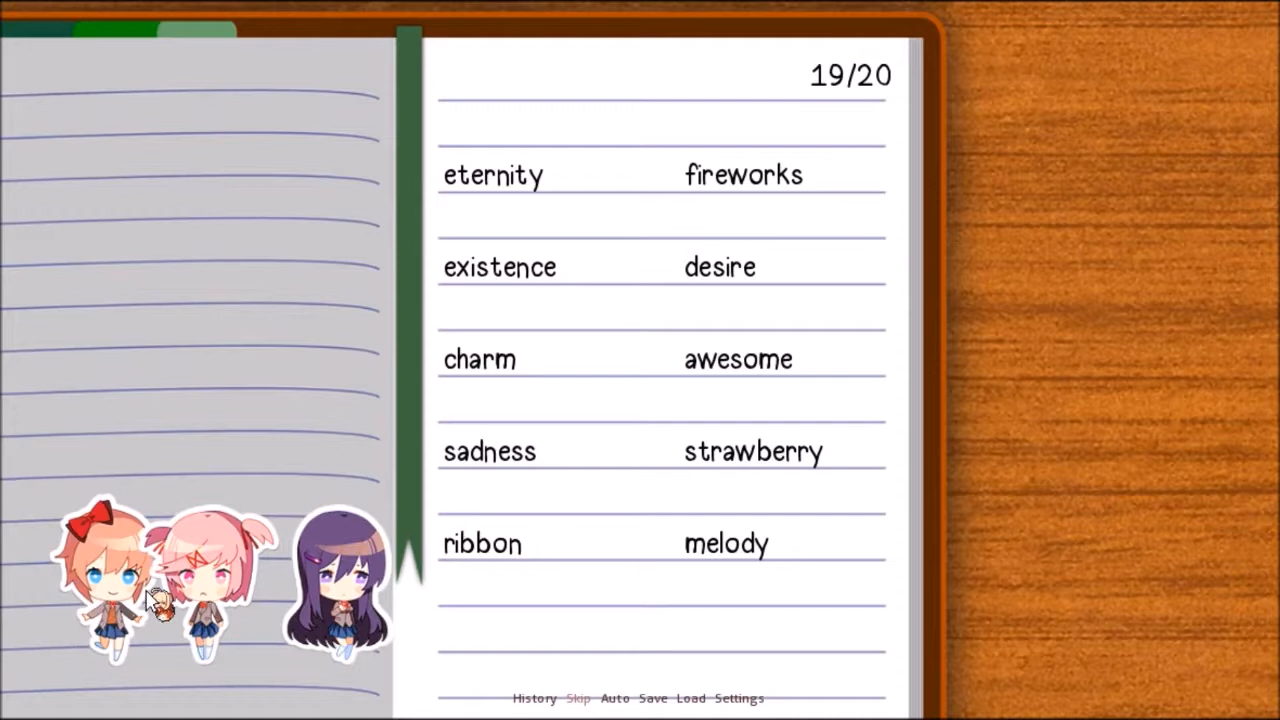 19/20
eternity fireworks
existence desire
charm awesome
sadness strawberry
ribbon melody
History Skip Auto Save Load Settings